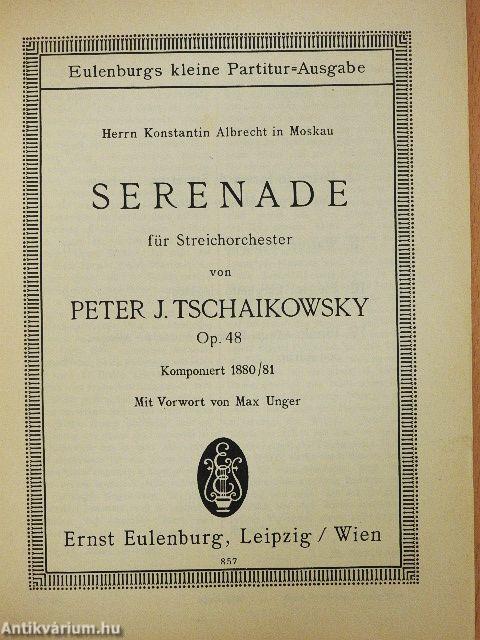 Eulenburgs kleine Partitur=Ausgabe
Herrn Konstantin Albrecht in Moskau
SERENADE
für Streichorchester
von
PETER J. TSCHAIKOWSKY
Op. 48
Komponiert 1880/81
Mit Vorwort von Max Unger
Ernst Eulenburg, Leipzig / Wien
857
Antikvárium.hu